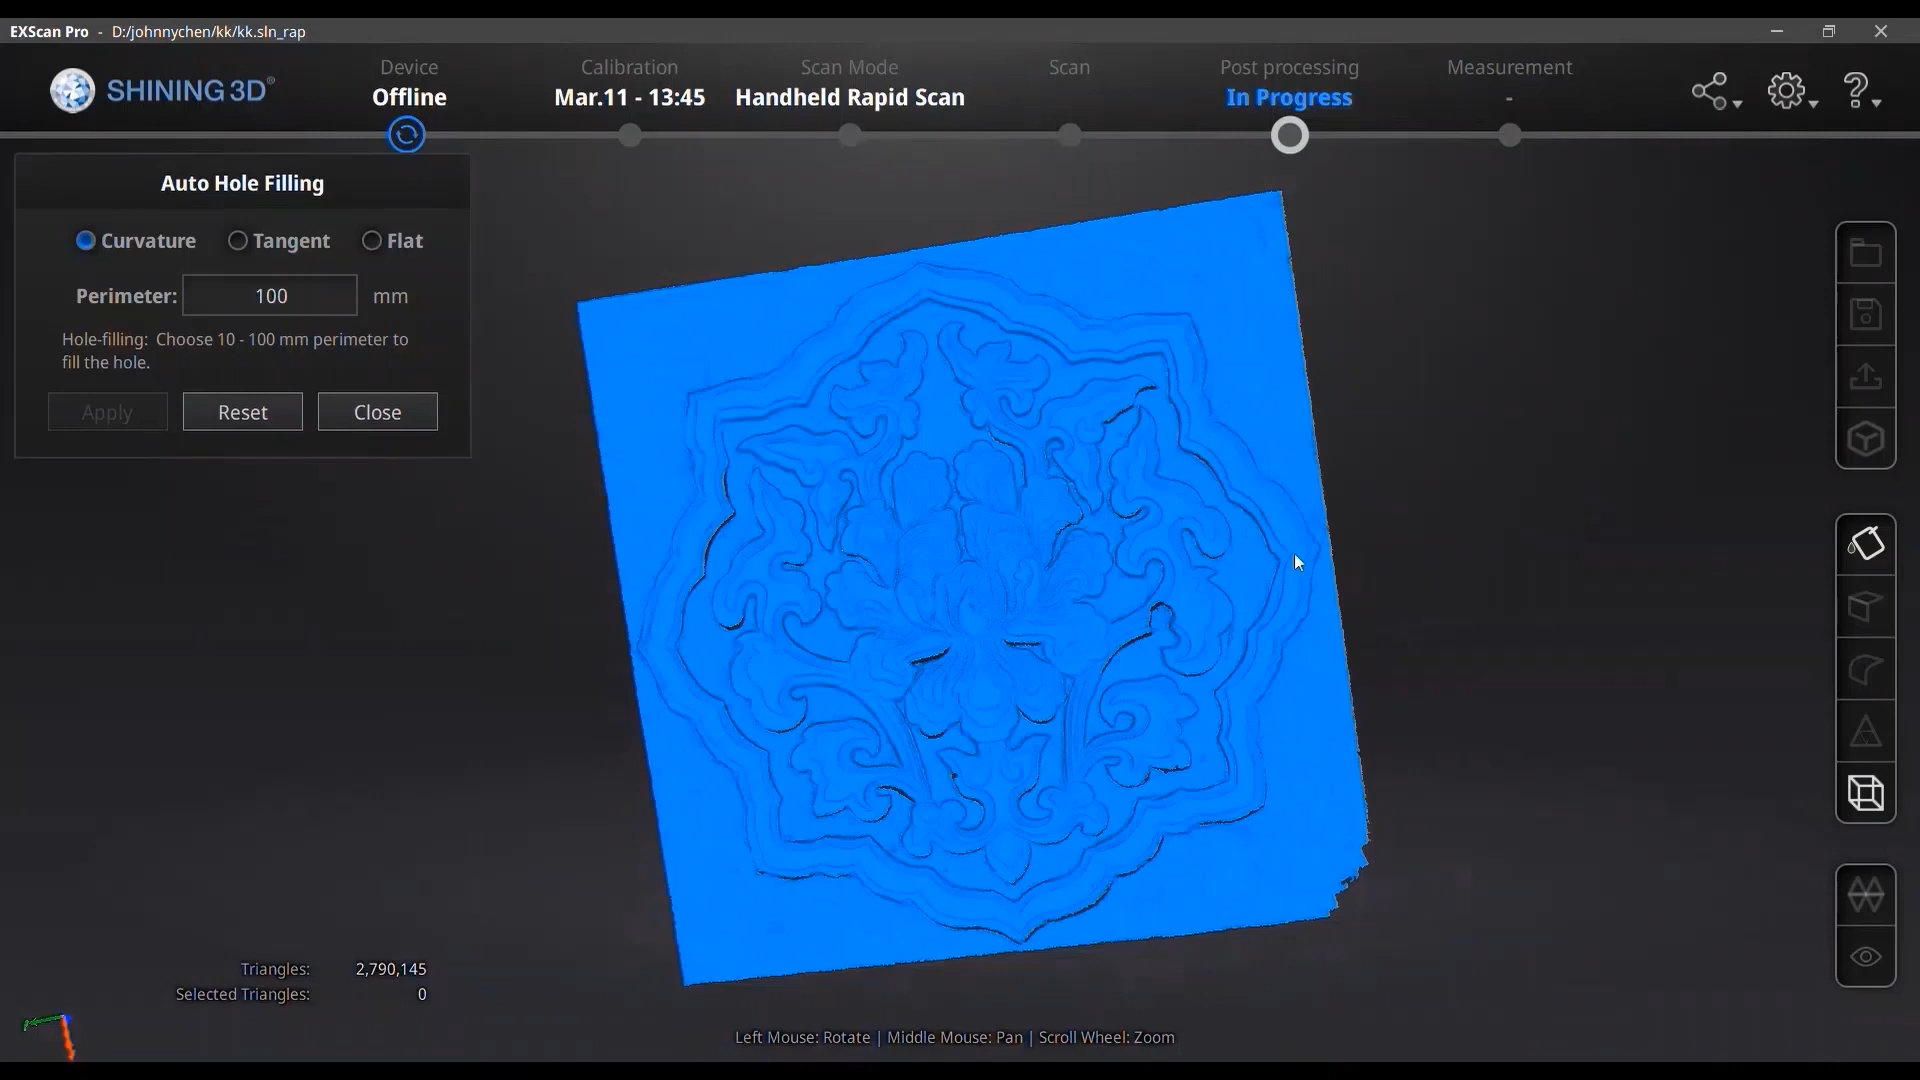 EXScan Pro - D:/johnnychen/kk/kk.sln_rap
SHINING 3D®
Device
Offline
Calibration
Mar.11 - 13:45
Scan Mode
Handheld Rapid Scan
Scan
Post processing
In Progress
Measurement
-
Auto Hole Filling
Curvature Tangent Flat
Perimeter: 100 mm
Hole-filling: Choose 10 - 100 mm perimeter to
fill the hole.
Apply Reset Close
Triangles: 2,790,145
Selected Triangles: 0
Left Mouse: Rotate | Middle Mouse: Pan | Scroll Wheel: Zoom